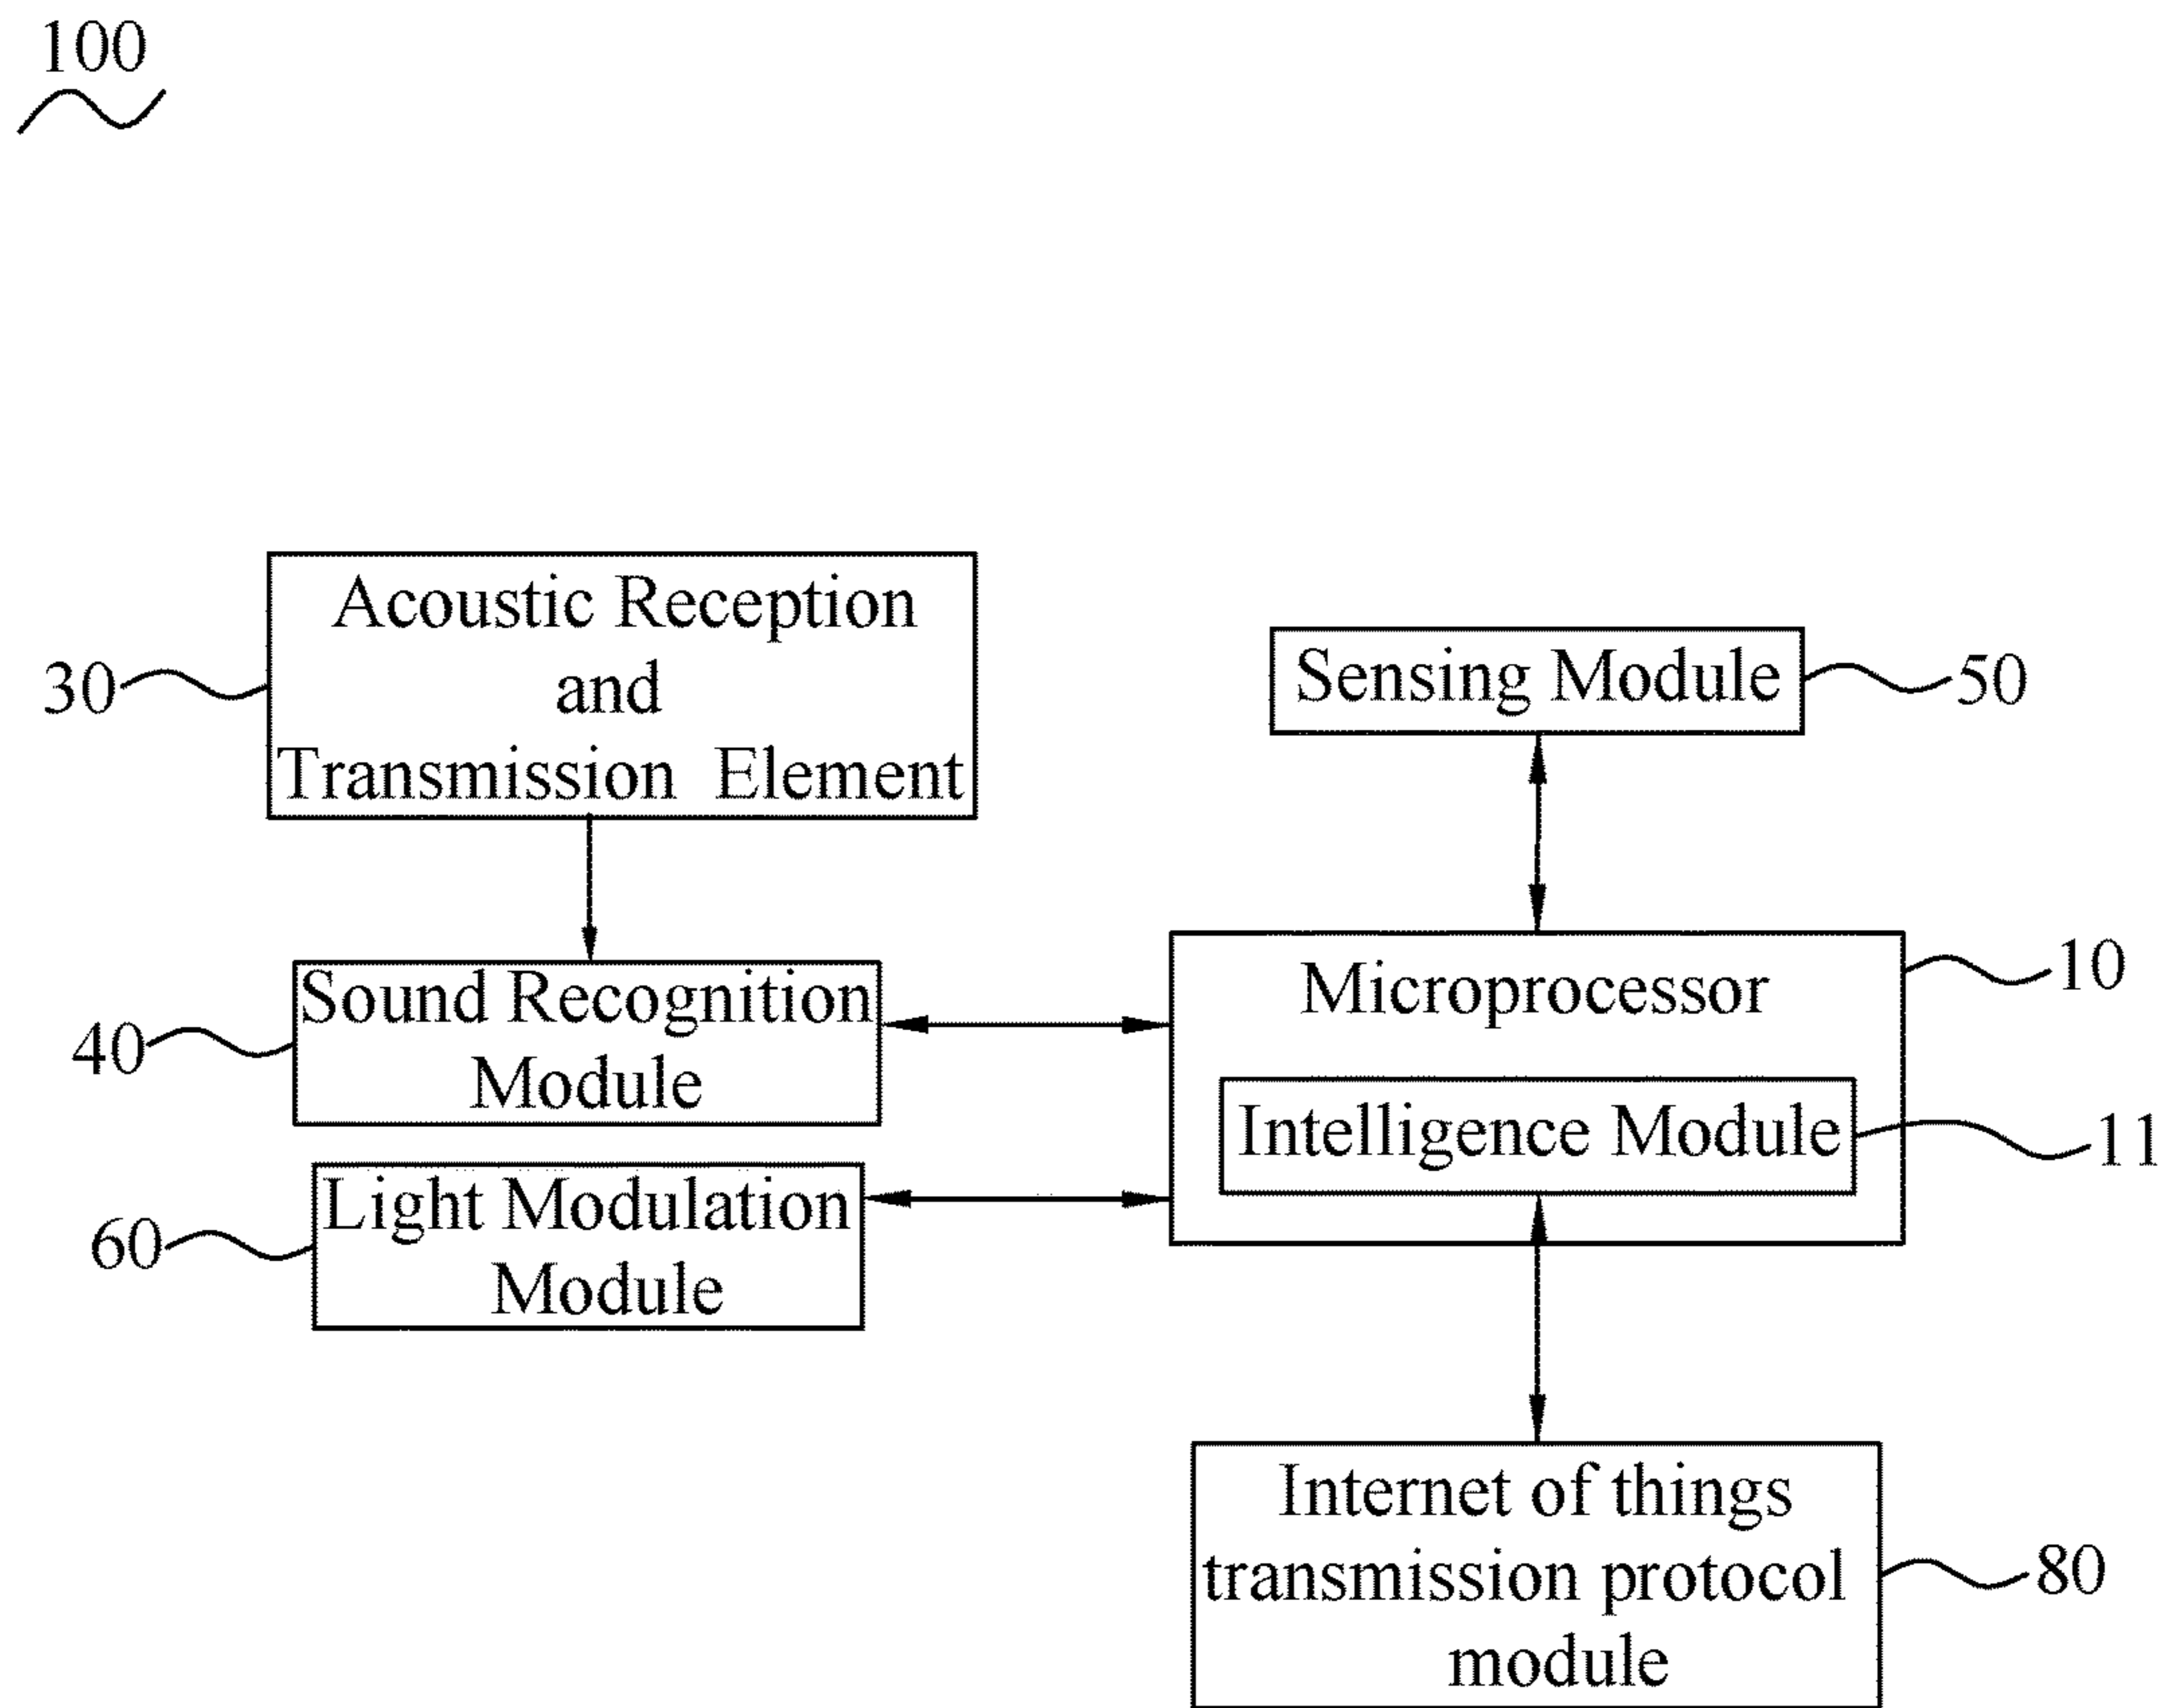 100
Acoustic Reception
and
Transmission Element
30
Sensing Module
50
Sound Recognition
Module
40
Microprocessor
10
Intelligence Module
11
Light Modulation
Module
60
Internet of things
transmission protocol
module
80